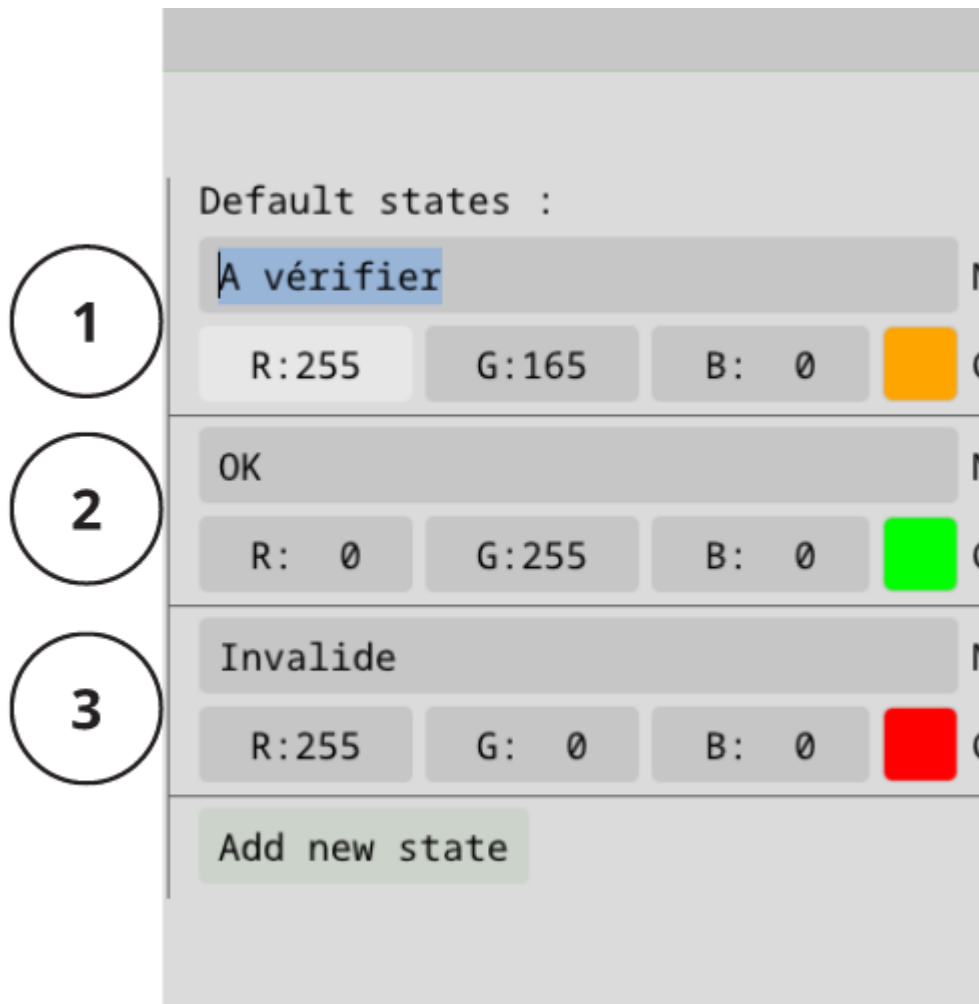 Default states :
1
A vérifier
R:255 G:165 B: 0
2
OK
R: 0 G:255 B: 0
3
Invalide
R:255 G: 0 B: 0
Add new state